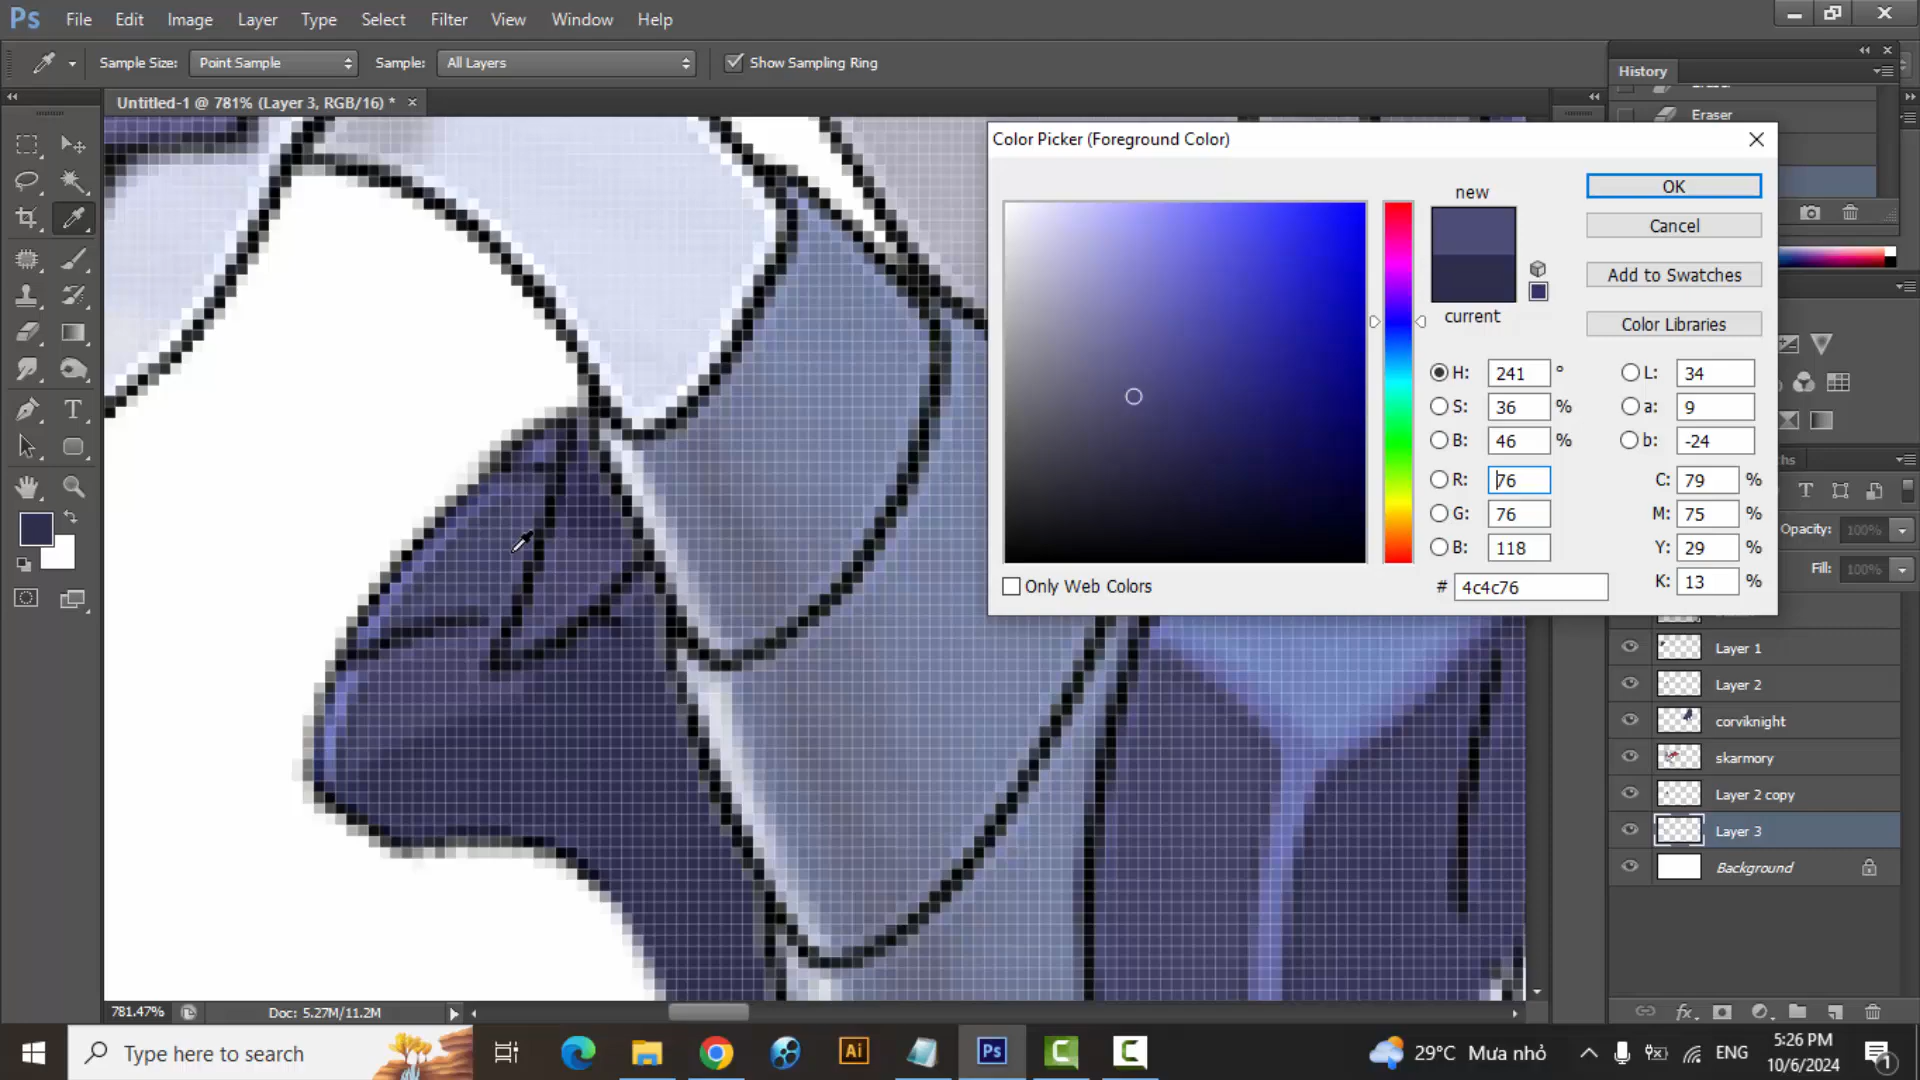 Ps File Edit Image Layer Type Select Filter View Window Help
Sample Size: Point Sample Sample: All Layers Show Sampling Ring
History
Untitled-1 @ 781% (Layer 3, RGB/16) * ×
Eraser
Eraser
Color Picker (Foreground Color)
new
OK
Cancel
Add to Swatches
current
Color Libraries
H: 241 °
L: 34
S: 36 %
a: 9
B: 46 %
b: -24
R: 76
C: 79 %
G: 76
M: 75 %
B: 118
Y: 29 %
K: 13 %
Only Web Colors
# 4c4c76
Opacity: 100%
Fill: 100%
Layer 1
Layer 2
corviknight
skarmory
Layer 2 copy
Layer 3
Background
781.47% Doc: 5.27M/11.2M
Type here to search
Ai
Ps
29°C Mưa nhỏ
ENG
5:26 PM
10/6/2024
1